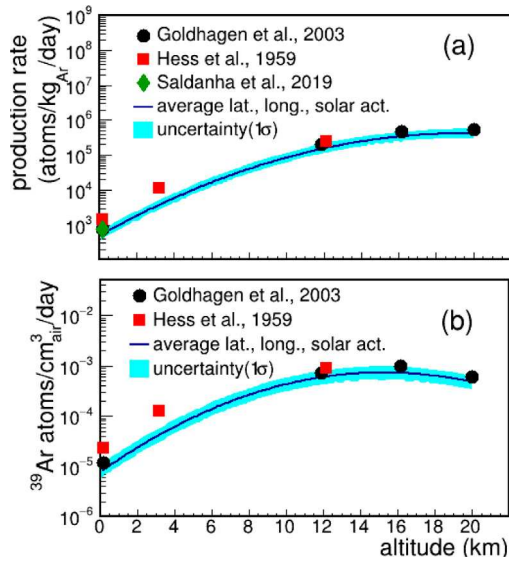 production rate
(atoms/kg_Ar/day)
10^9
10^8
10^7
10^6
10^5
10^4
10^3
(a)
Goldhagen et al., 2003
Hess et al., 1959
Saldanha et al., 2019
average lat., long., solar act.
uncertainty(1σ)
^39Ar atoms/cm^3_air/day
10^−2
10^−3
10^−4
10^−5
10^−6
(b)
Goldhagen et al., 2003
Hess et al., 1959
average lat., long., solar act.
uncertainty(1σ)
0 2 4 6 8 10 12 14 16 18 20 22
altitude (km)